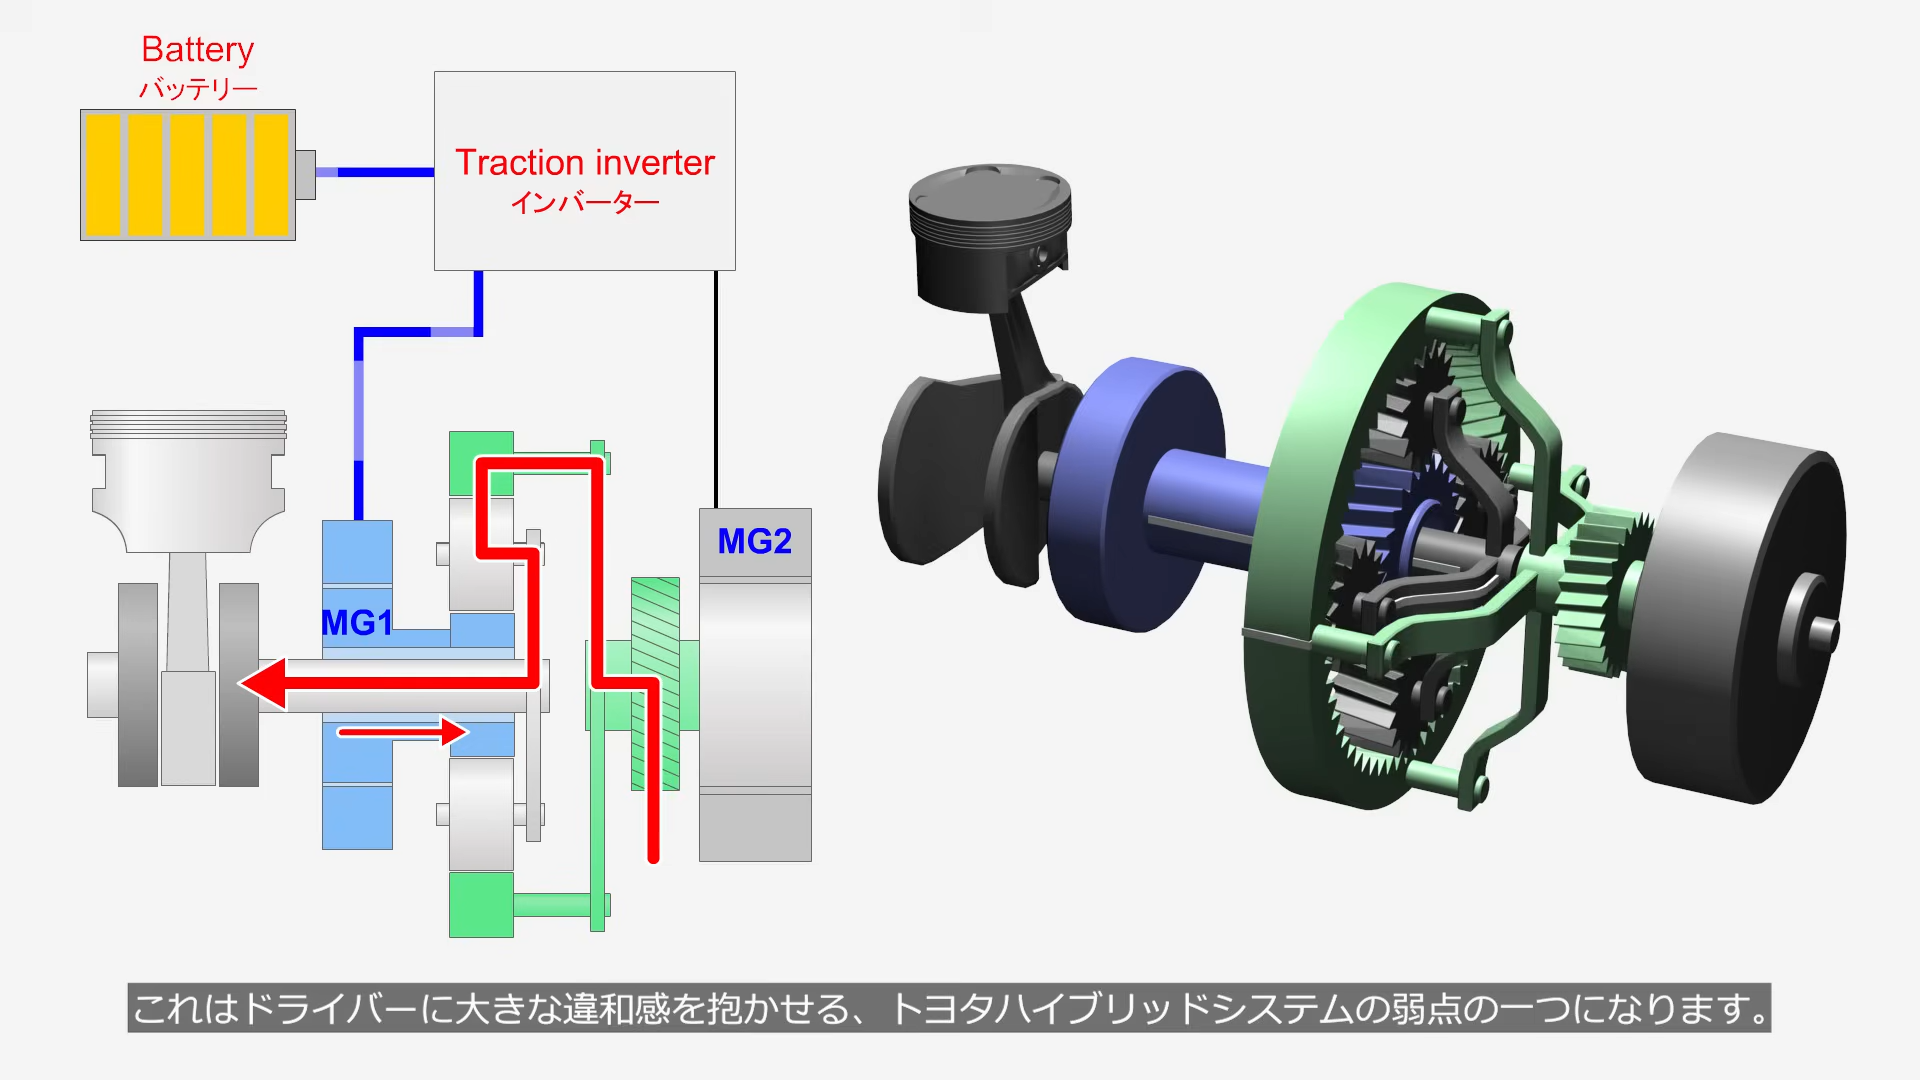 Battery
バッテリー
Traction inverter
インバーター
MG2
MG1
これはドライバーに大きな違和感を抱かせる、トヨタハイブリッドシステムの弱点の一つになります。